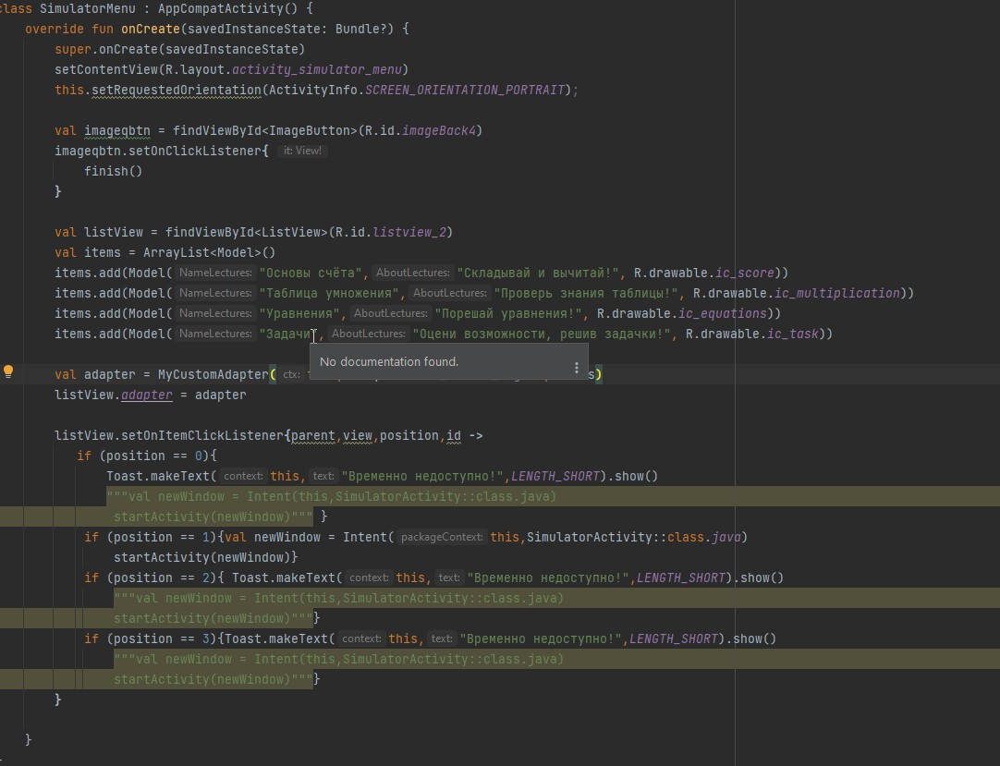 class SimulatorMenu : AppCompatActivity() {
override fun onCreate(savedInstanceState: Bundle?) {
super.onCreate(savedInstanceState)
setContentView(R.layout.activity_simulator_menu)
this.setRequestedOrientation(ActivityInfo.SCREEN_ORIENTATION_PORTRAIT);
val imageqbtn = findViewById<ImageButton>(R.id.imageBack4)
imageqbtn.setOnClickListener{ it: View!
finish()
}
val listView = findViewById<ListView>(R.id.listview_2)
val items = ArrayList<Model>()
items.add(Model( NameLectures: "Основы счёта", AboutLectures: "Складывай и вычитай!", R.drawable.ic_score))
items.add(Model( NameLectures: "Таблица умножения", AboutLectures: "Проверь знания таблицы!", R.drawable.ic_multiplication))
items.add(Model( NameLectures: "Уравнения", AboutLectures: "Порешай уравнения!", R.drawable.ic_equations))
items.add(Model( NameLectures: "Задачи", AboutLectures: "Оцени возможности, решив задачки!", R.drawable.ic_task))
No documentation found.
val adapter = MyCustomAdapter( ctx: s)
listView.adapter = adapter
listView.setOnItemClickListener{parent,view,position,id ->
if (position == 0){
Toast.makeText( context: this, text: "Временно недоступно!",LENGTH_SHORT).show()
"""val newWindow = Intent(this,SimulatorActivity::class.java)
startActivity(newWindow)""" }
if (position == 1){val newWindow = Intent( packageContext: this,SimulatorActivity::class.java)
startActivity(newWindow)}
if (position == 2){ Toast.makeText( context: this, text: "Временно недоступно!",LENGTH_SHORT).show()
"""val newWindow = Intent(this,SimulatorActivity::class.java)
startActivity(newWindow)"""}
if (position == 3){Toast.makeText( context: this, text: "Временно недоступно!",LENGTH_SHORT).show()
"""val newWindow = Intent(this,SimulatorActivity::class.java)
startActivity(newWindow)"""}
}
}